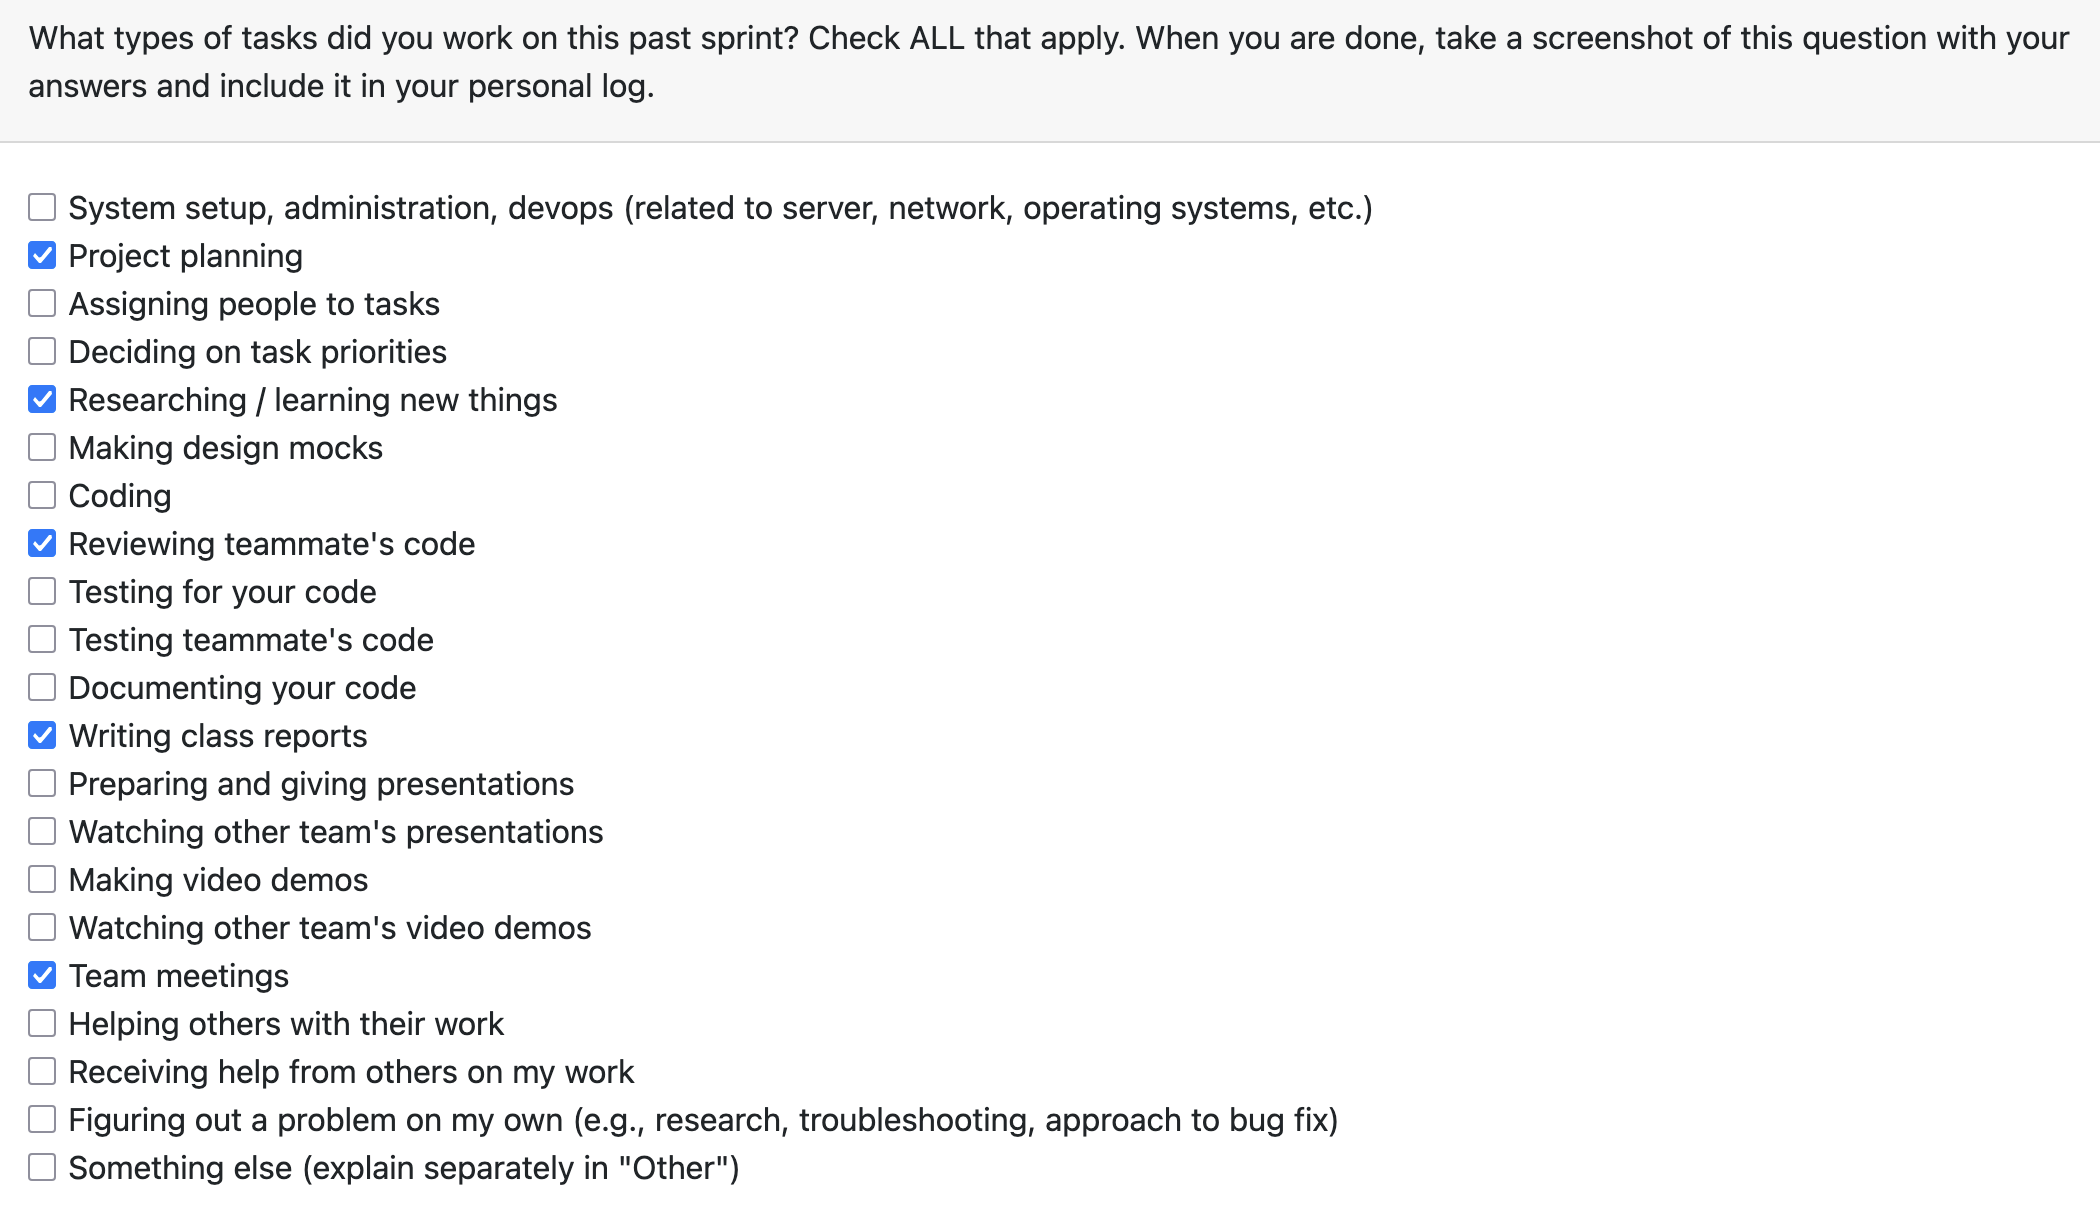 What types of tasks did you work on this past sprint? Check ALL that apply. When you are done, take a screenshot of this question with your
answers and include it in your personal log.
System setup, administration, devops (related to server, network, operating systems, etc.)
Project planning
Assigning people to tasks
Deciding on task priorities
Researching / learning new things
Making design mocks
Coding
Reviewing teammate's code
Testing for your code
Testing teammate's code
Documenting your code
Writing class reports
Preparing and giving presentations
Watching other team's presentations
Making video demos
Watching other team's video demos
Team meetings
Helping others with their work
Receiving help from others on my work
Figuring out a problem on my own (e.g., research, troubleshooting, approach to bug fix)
Something else (explain separately in "Other")